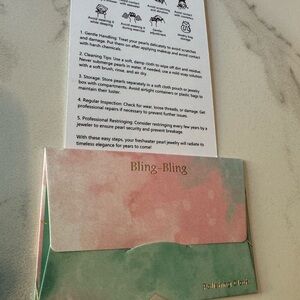 1. Gentle Handling: Treat your pearls delicately to avoid scratches
and damage. Put them on after applying makeup and avoid contact
with harsh chemicals.
2. Cleaning Tips: Use a soft, damp cloth to wipe off dirt and residue.
Never submerge pearls in water. If needed, use a mild soap solution
with a soft brush, rinse, and air dry.
3. Storage: Store pearls separately in a soft cloth pouch or jewelry
box with compartments. Avoid airtight containers or plastic bags to
maintain their luster.
4. Regular Inspection: Check for wear, loose threads, or damage. Get
professional repairs if necessary to prevent further issues.
5. Professional Restringing: Consider restringing every few years by a
jeweler to ensure pearl security and prevent breakage.
With these easy steps, your freshwater pearl jewelry will radiate
timeless elegance for years to come!
Bling-Bling